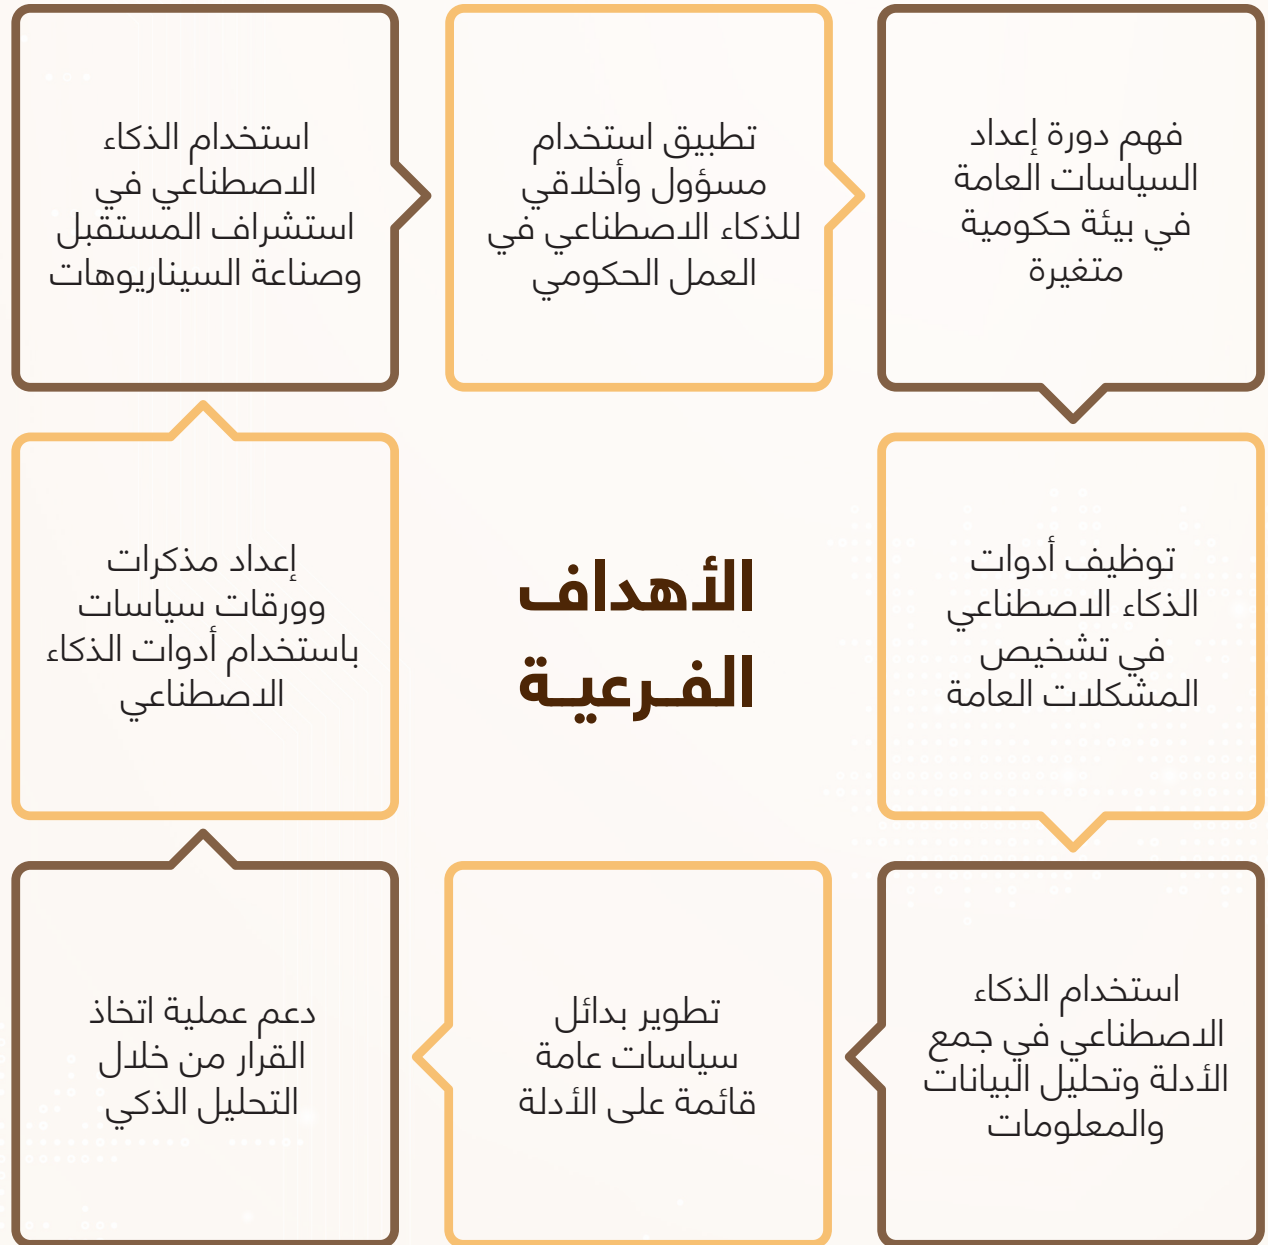 فهم دورة إعداد
السياسات العامة
في بيئة حكومية
متغيرة
تطبيق استخدام
مسؤول وأخلاقي
للذكاء الاصطناعي في
العمل الحكومي
استخدام الذكاء
الاصطناعي في
استشراف المستقبل
وصناعة السيناريوهات
توظيف أدوات
الذكاء الاصطناعي
في تشخيص
المشكلات العامة
الأهداف
الفـرعيـة
إعداد مذكرات
وورقات سياسات
باستخدام أدوات الذكاء
الاصطناعي
استخدام الذكاء
الاصطناعي في جمع
الأدلة وتحليل البيانات
والمعلومات
تطوير بدائل
سياسات عامة
قائمة على الأدلة
دعم عملية اتخاذ
القرار من خلال
التحليل الذكي